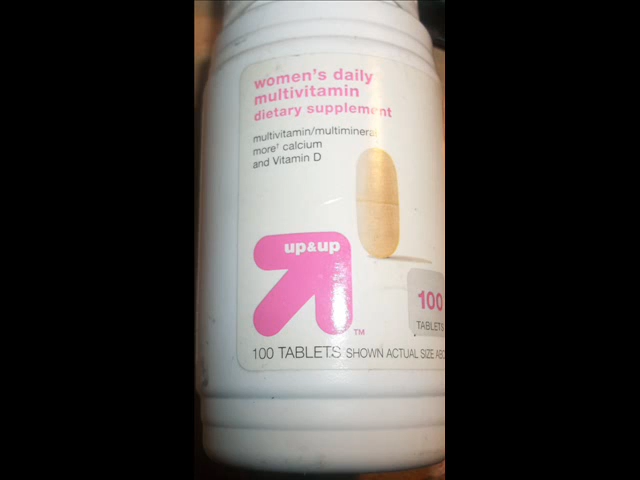 women's daily
multivitamin
dietary supplement
multivitamin/multimineral
more† calcium
and Vitamin D
up&up
TM
100
TABLETS
100 TABLETS SHOWN ACTUAL SIZE